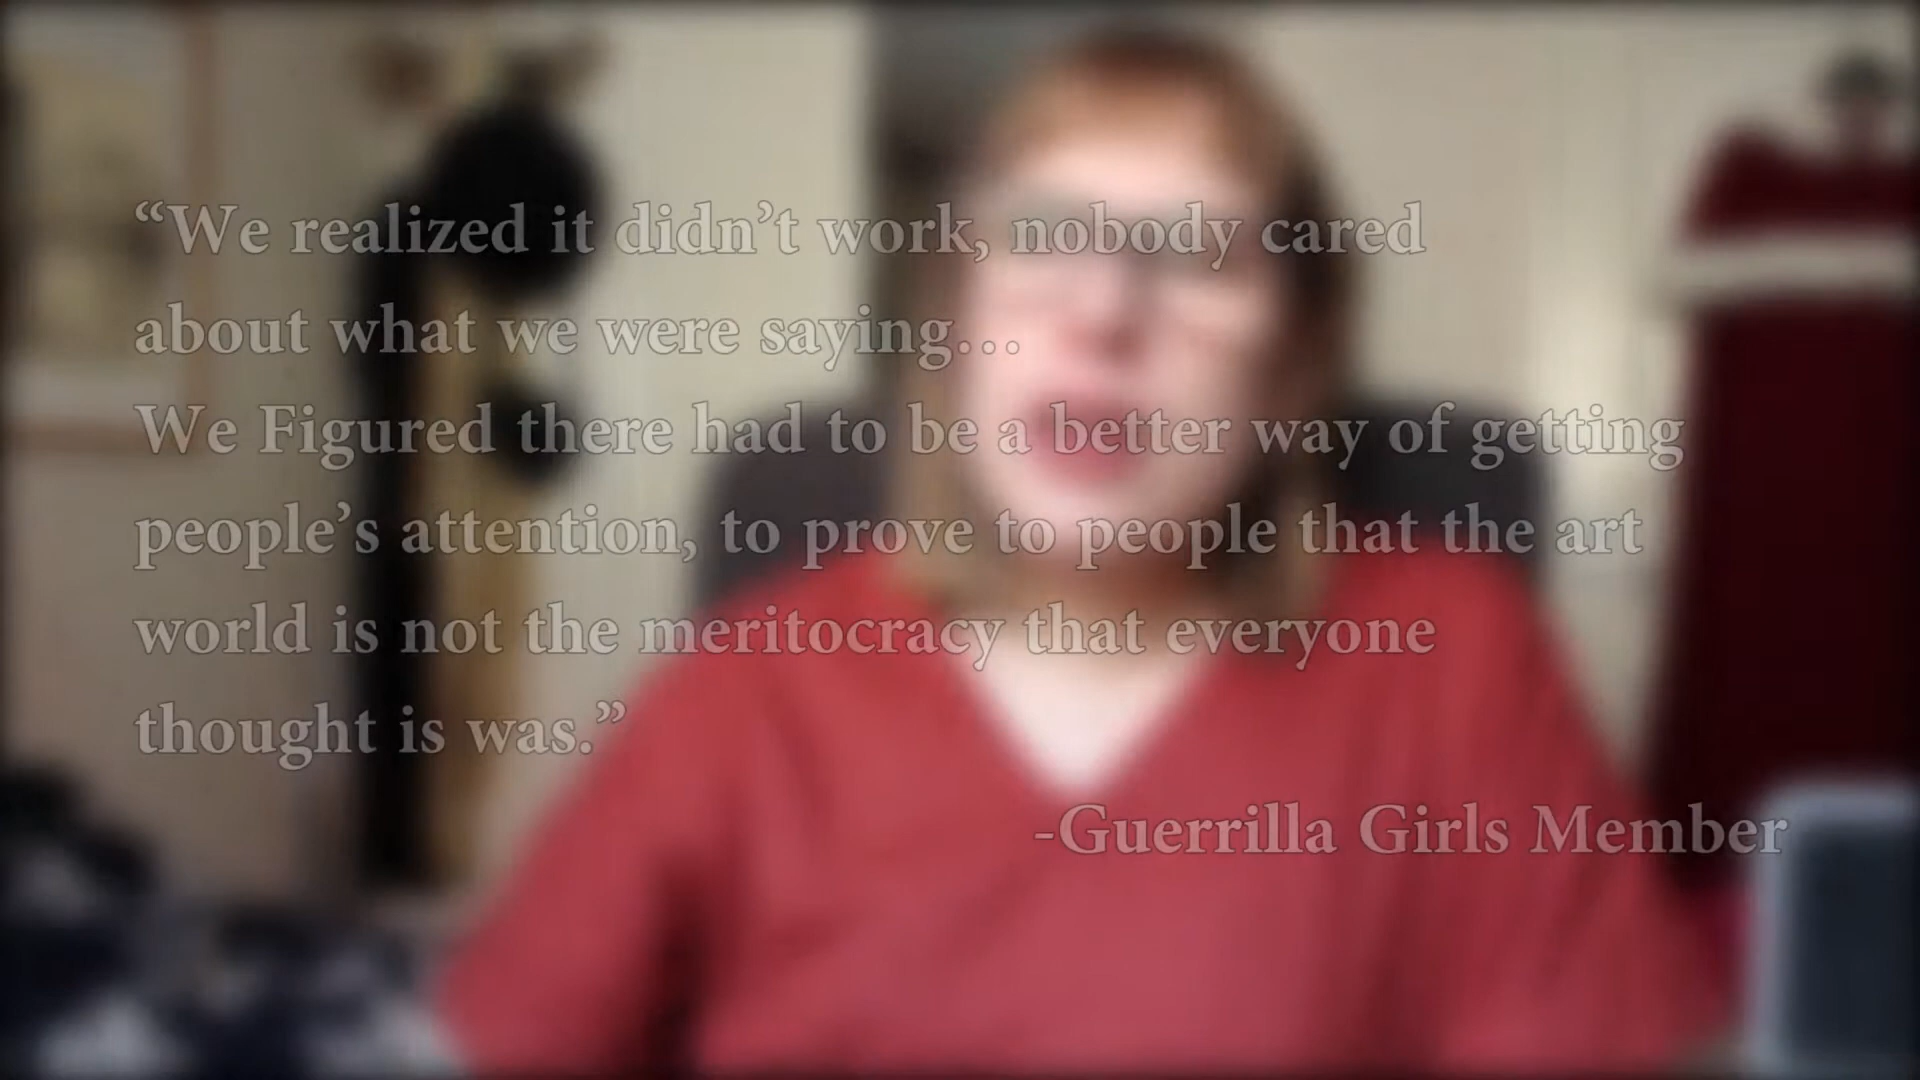 “We realized it didn’t work, nobody cared
about what we were saying…
We Figured there had to be a better way of getting
people’s attention, to prove to people that the art
world is not the meritocracy that everyone
thought is was.”
-Guerrilla Girls Member